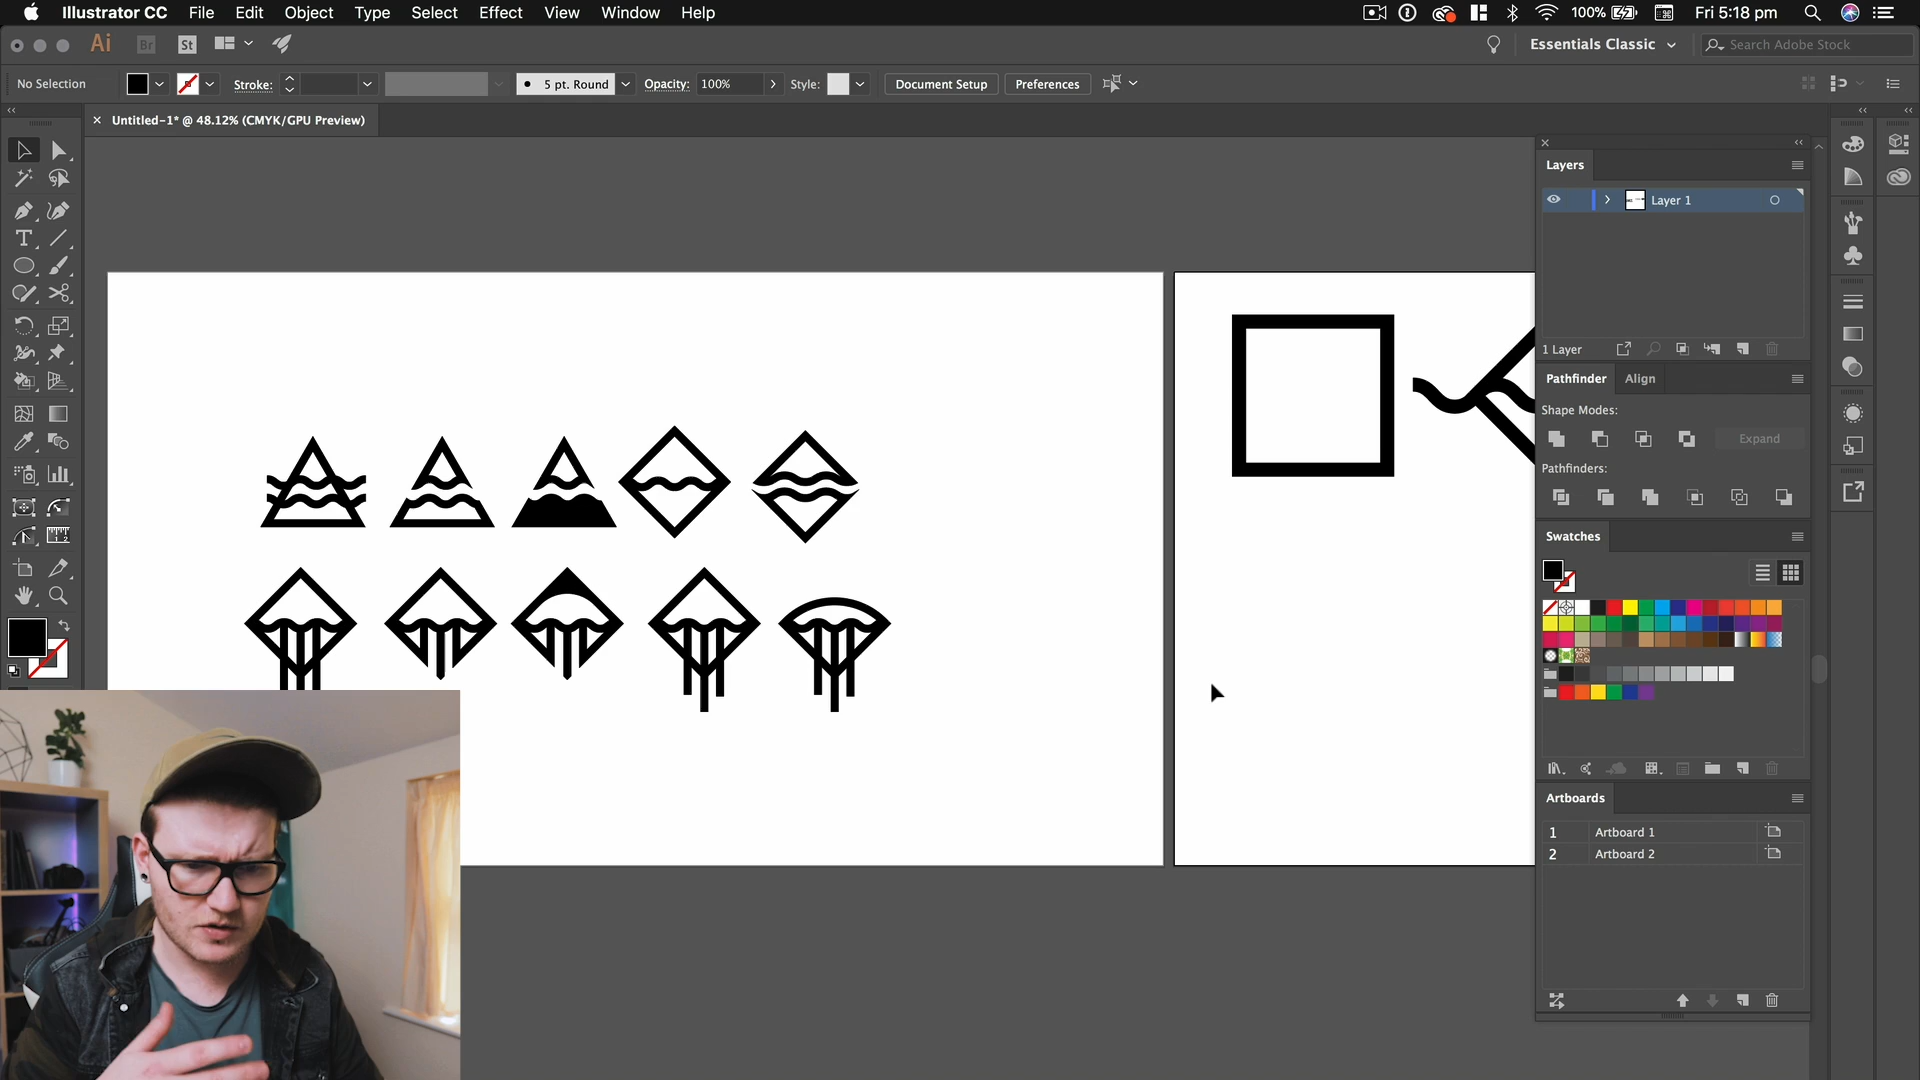 Illustrator CC File Edit Object Type Select Effect View Window Help 100% Fri 5:18 pm
Ai Br St Essentials Classic Search Adobe Stock
No Selection Stroke: 5 pt. Round Opacity: 100% Style: Document Setup Preferences
Untitled-1* @ 48.12% (CMYK/GPU Preview)
Layers
Layer 1
1 Layer
Pathfinder Align
Shape Modes:
Expand
Pathfinders:
Swatches
Artboards
1 Artboard 1
2 Artboard 2